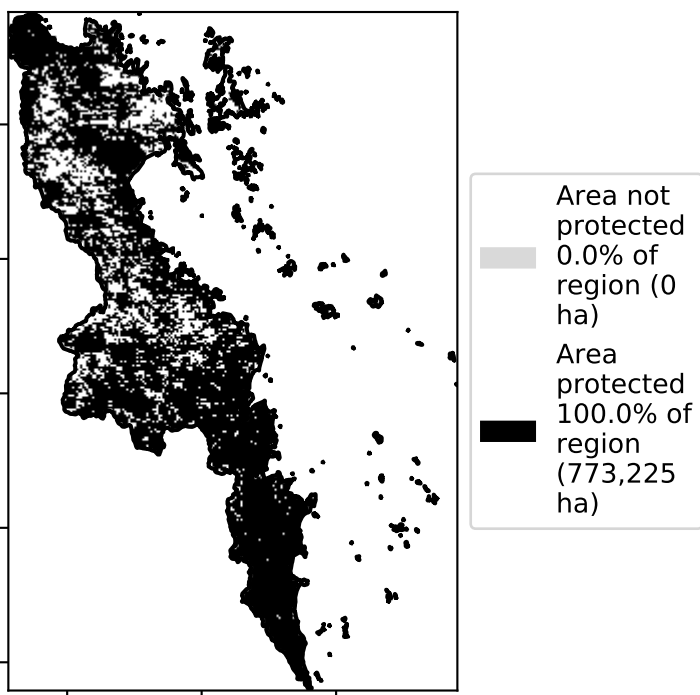 Area not
protected
0.0% of
region (0
ha)
Area
protected
100.0% of
region
(773,225
ha)